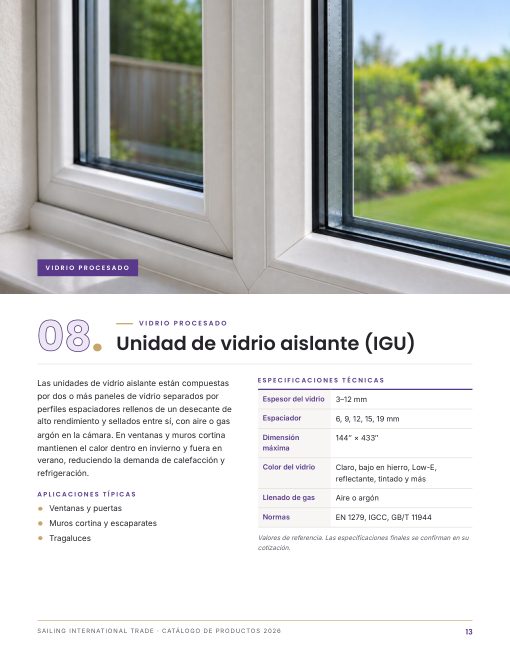 VIDRIO PROCESADO
08.
VIDRIO PROCESADO
Unidad de vidrio aislante (IGU)
Las unidades de vidrio aislante están compuestas
por dos o más paneles de vidrio separados por
perfiles espaciadores rellenos de un desecante de
alto rendimiento y sellados entre sí, con aire o gas
argón en la cámara. En ventanas y muros cortina
mantienen el calor dentro en invierno y fuera en
verano, reduciendo la demanda de calefacción y
refrigeración.
APLICACIONES TÍPICAS
Ventanas y puertas
Muros cortina y escaparates
Tragaluces
ESPECIFICACIONES TÉCNICAS
Espesor del vidrio 3–12 mm
Espaciador 6, 9, 12, 15, 19 mm
Dimensión máxima 144″ × 433″
Color del vidrio Claro, bajo en hierro, Low-E,
reflectante, tintado y más
Llenado de gas Aire o argón
Normas EN 1279, IGCC, GB/T 11944
Valores de referencia. Las especificaciones finales se confirman en su
cotización.
SAILING INTERNATIONAL TRADE · CATÁLOGO DE PRODUCTOS 2026
13